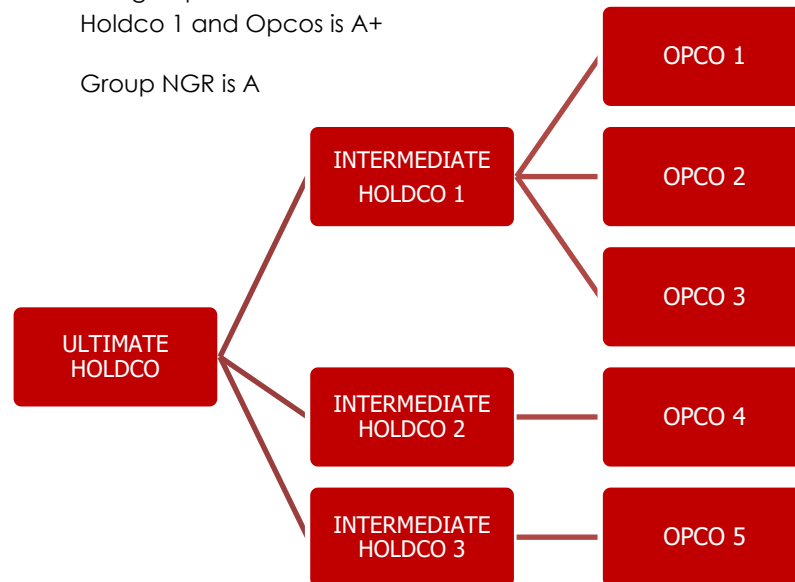 Holdco 1 and Opcos is A+
Group NGR is A
OPCO 1
INTERMEDIATE
HOLDCO 1
OPCO 2
OPCO 3
ULTIMATE
HOLDCO
INTERMEDIATE
HOLDCO 2
OPCO 4
INTERMEDIATE
HOLDCO 3
OPCO 5